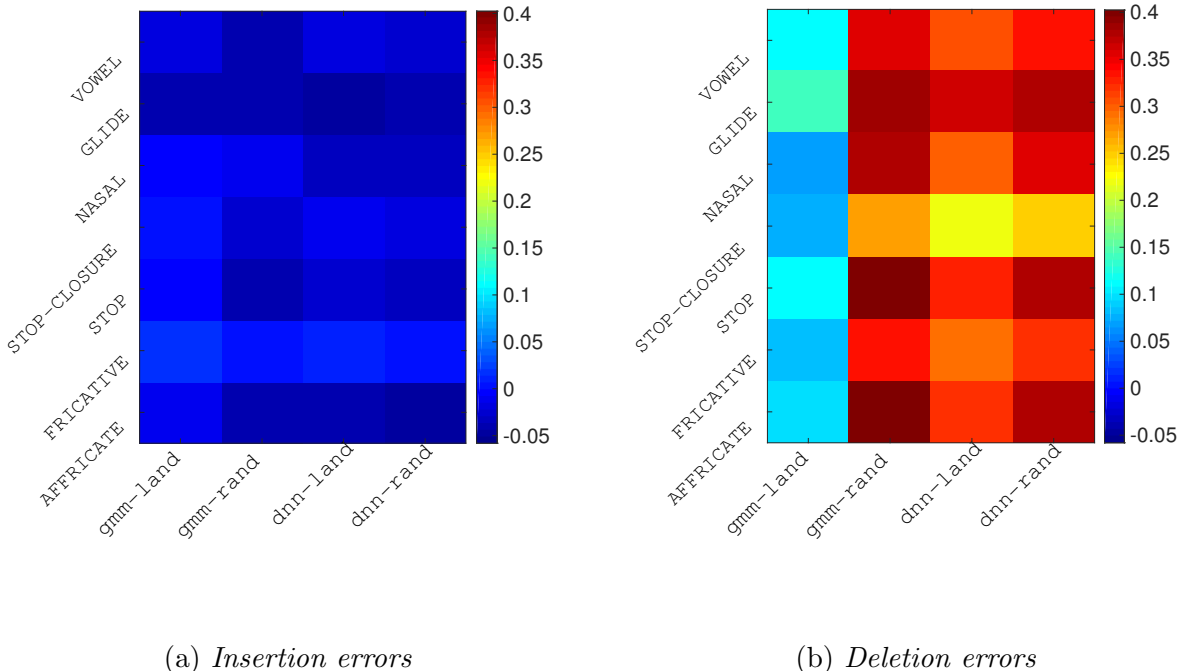 VOWEL
GLIDE
NASAL
STOP-CLOSURE
STOP
FRICATIVE
AFFRICATE
gmm-land
gmm-rand
dnn-land
dnn-rand
0.4
0.35
0.3
0.25
0.2
0.15
0.1
0.05
0
-0.05
(a) Insertion errors
VOWEL
GLIDE
NASAL
STOP-CLOSURE
STOP
FRICATIVE
AFFRICATE
gmm-land
gmm-rand
dnn-land
dnn-rand
0.4
0.35
0.3
0.25
0.2
0.15
0.1
0.05
0
-0.05
(b) Deletion errors